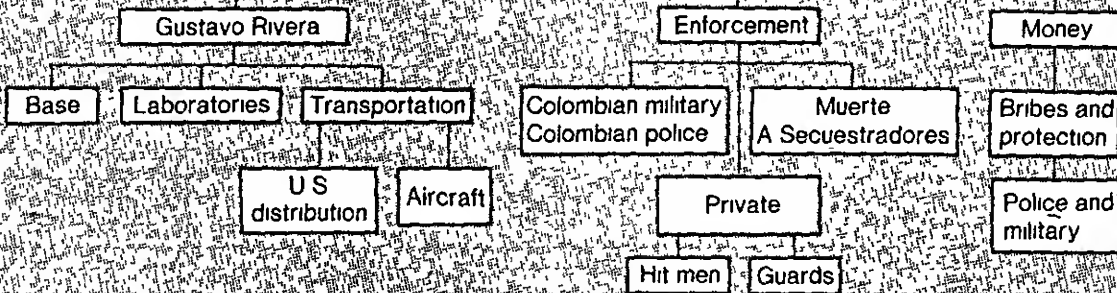 Gustavo Rivera
Enforcement
Money
Base
Laboratories
Transportation
Colombian military
Colombian police
Muerte
A Secuestradores
Bribes and
protection
U S
distribution
Aircraft
Private
Police and
military
Hit men
Guards